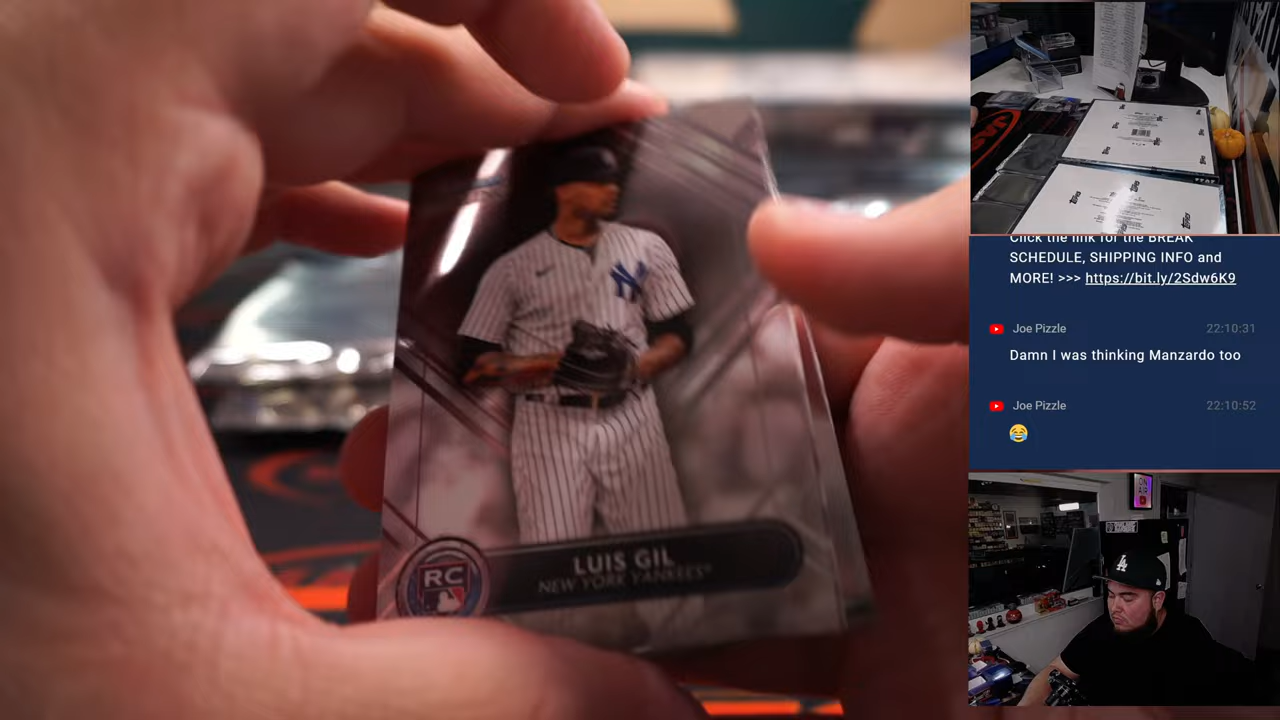 LUIS GIL
NEW YORK YANKEES
RC
Click the link for the BREAK
SCHEDULE, SHIPPING INFO and
MORE! >>> https://bit.ly/2Sdw6K9
Joe Pizzle
22:10:31
Damn I was thinking Manzardo too
Joe Pizzle
22:10:52